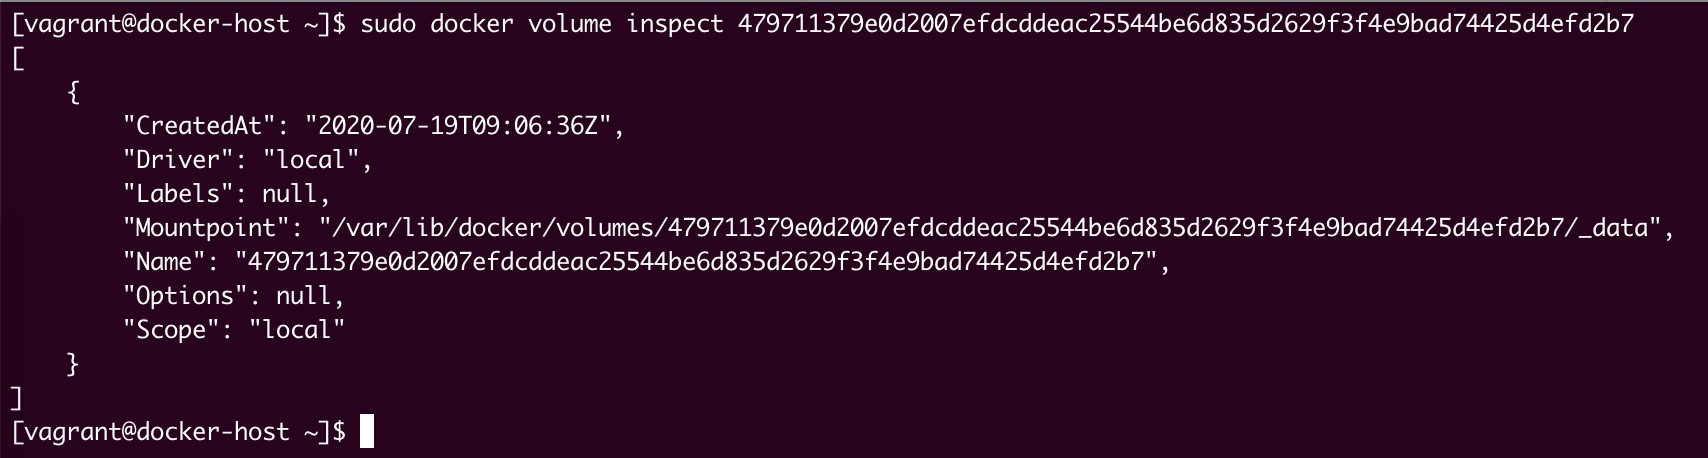 [vagrant@docker-host ~]$ sudo docker volume inspect 479711379e0d2007efdcddeac25544be6d835d2629f3f4e9bad74425d4efd2b7
[
    {
        "CreatedAt": "2020-07-19T09:06:36Z",
        "Driver": "local",
        "Labels": null,
        "Mountpoint": "/var/lib/docker/volumes/479711379e0d2007efdcddeac25544be6d835d2629f3f4e9bad74425d4efd2b7/_data",
        "Name": "479711379e0d2007efdcddeac25544be6d835d2629f3f4e9bad74425d4efd2b7",
        "Options": null,
        "Scope": "local"
    }
]
[vagrant@docker-host ~]$